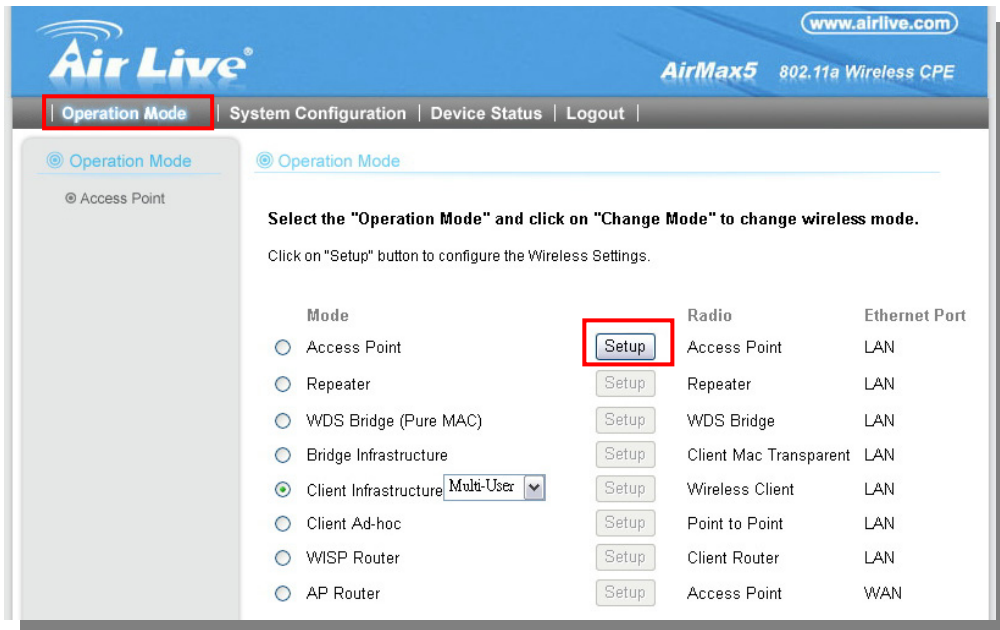 www.airlive.com
Air Live®
AirMax5 802.11a Wireless CPE
Operation Mode | System Configuration | Device Status | Logout |
Operation Mode
Access Point
Operation Mode
Select the "Operation Mode" and click on "Change Mode" to change wireless mode.
Click on "Setup" button to configure the Wireless Settings.
Mode Radio Ethernet Port
Access Point Setup Access Point LAN
Repeater Setup Repeater LAN
WDS Bridge (Pure MAC) Setup WDS Bridge LAN
Bridge Infrastructure Setup Client Mac Transparent LAN
Client Infrastructure Multi-User Setup Wireless Client LAN
Client Ad-hoc Setup Point to Point LAN
WISP Router Setup Client Router LAN
AP Router Setup Access Point WAN